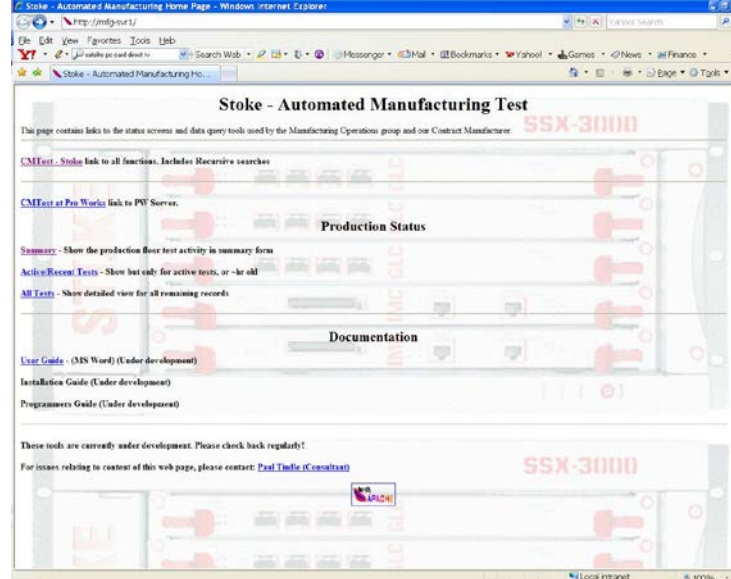 Stoke - Automated Manufacturing Home Page - Windows Internet Explorer
http://mfg-svr1/
Yahoo! Search
File Edit View Favorites Tools Help
Search Web
Messenger Mail Bookmarks Yahoo! Games News Finance
Stoke - Automated Manufacturing Ho...
Page Tools
Stoke - Automated Manufacturing Test
This page contains links to the status screens and data query tools used by the Manufacturing Operations group and our Contract Manufacturer.
SSX-3000
CMTest - Stoke link to all functions. Includes Recursive searches
CMTest at Pro Works link to PW Server.
Production Status
Summary - Show the production floor test activity in summary form
Active/Recent Tests - Show but only for active tests, or ~hr old
All Tests - Show detailed view for all remaining records
Documentation
User Guide - (MS Word) (Under development)
Installation Guide (Under development)
Programmers Guide (Under development)
These tools are currently under development. Please check back regularly!
For issues relating to content of this web page, please contact: Paul Tindle (Consultant)
SSX-3000
APACHE
Local intranet
100%